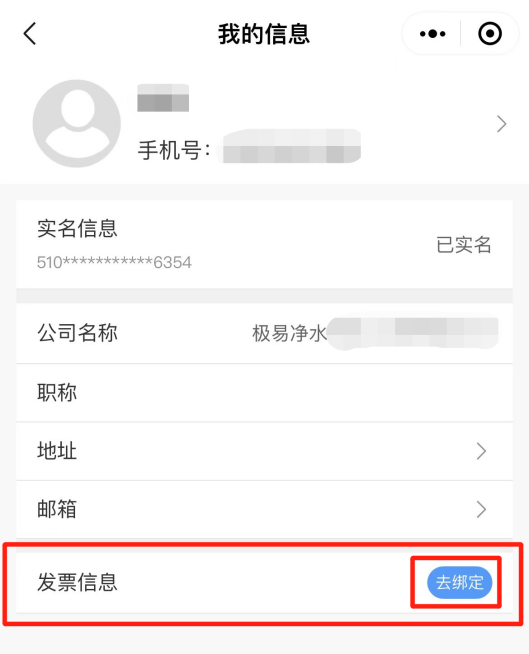 我的信息
手机号：
实名信息
已实名
510***********6354
公司名称
极易净水
职称
地址
邮箱
发票信息
去绑定